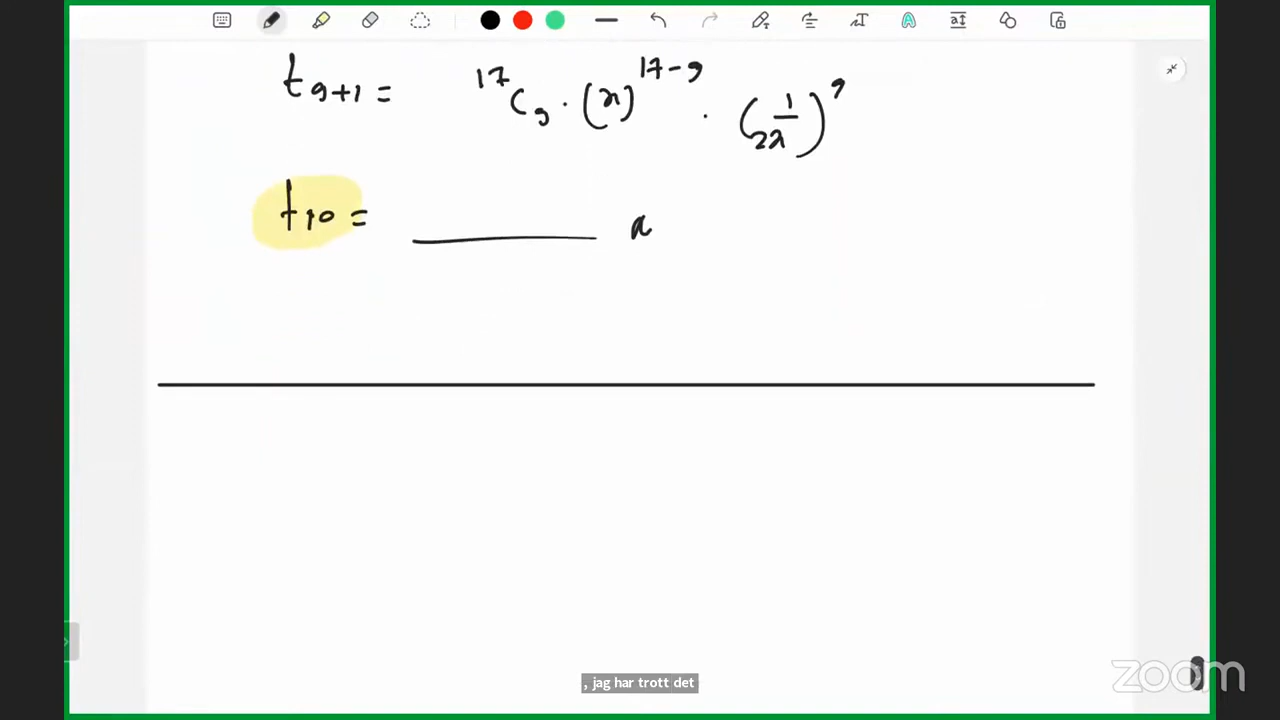 t9+1 = 17C9 · (x)^17-9 · (1/2x)^9
t10 = ______ x
, jag har trott det
zoom